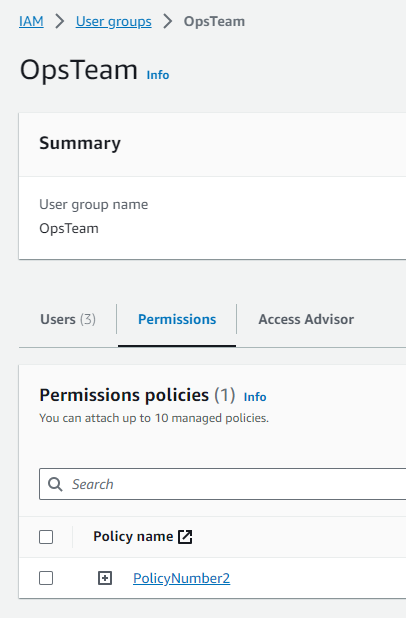 IAM > User groups > OpsTeam
OpsTeam Info
Summary
User group name
OpsTeam
Users (3) Permissions Access Advisor
Permissions policies (1) Info
You can attach up to 10 managed policies.
Search
Policy name
PolicyNumber2